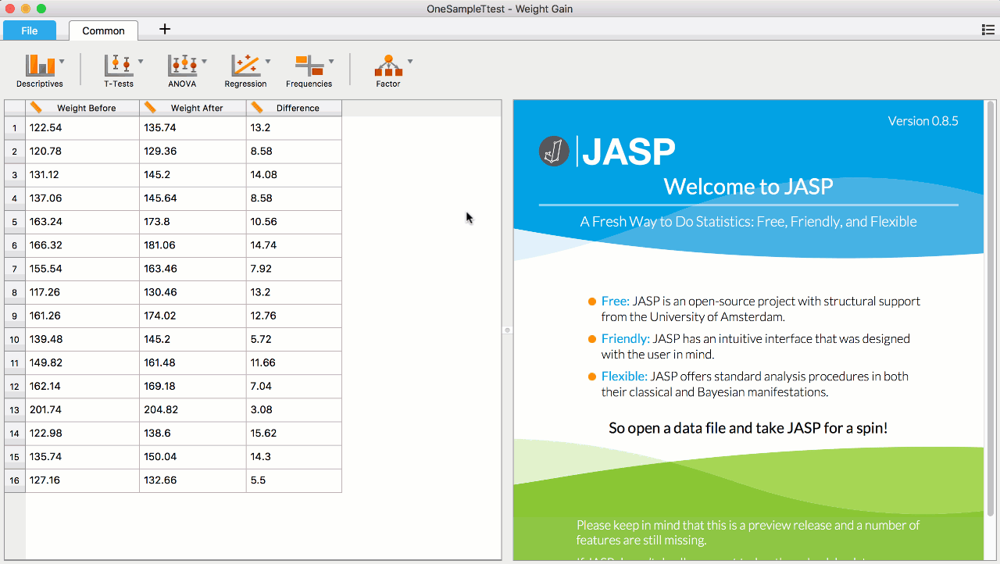 OneSampleTtest - Weight Gain
File Common +
Descriptives T-Tests ANOVA Regression Frequencies Factor
Weight Before Weight After Difference
1 122.54 135.74 13.2
2 120.78 129.36 8.58
3 131.12 145.2 14.08
4 137.06 145.64 8.58
5 163.24 173.8 10.56
6 166.32 181.06 14.74
7 155.54 163.46 7.92
8 117.26 130.46 13.2
9 161.26 174.02 12.76
10 139.48 145.2 5.72
11 149.82 161.48 11.66
12 162.14 169.18 7.04
13 201.74 204.82 3.08
14 122.98 138.6 15.62
15 135.74 150.04 14.3
16 127.16 132.66 5.5
Version 0.8.5
JASP
Welcome to JASP
A Fresh Way to Do Statistics: Free, Friendly, and Flexible
Free: JASP is an open-source project with structural support
from the University of Amsterdam.
Friendly: JASP has an intuitive interface that was designed
with the user in mind.
Flexible: JASP offers standard analysis procedures in both
their classical and Bayesian manifestations.
So open a data file and take JASP for a spin!
Please keep in mind that this is a preview release and a number of
features are still missing.